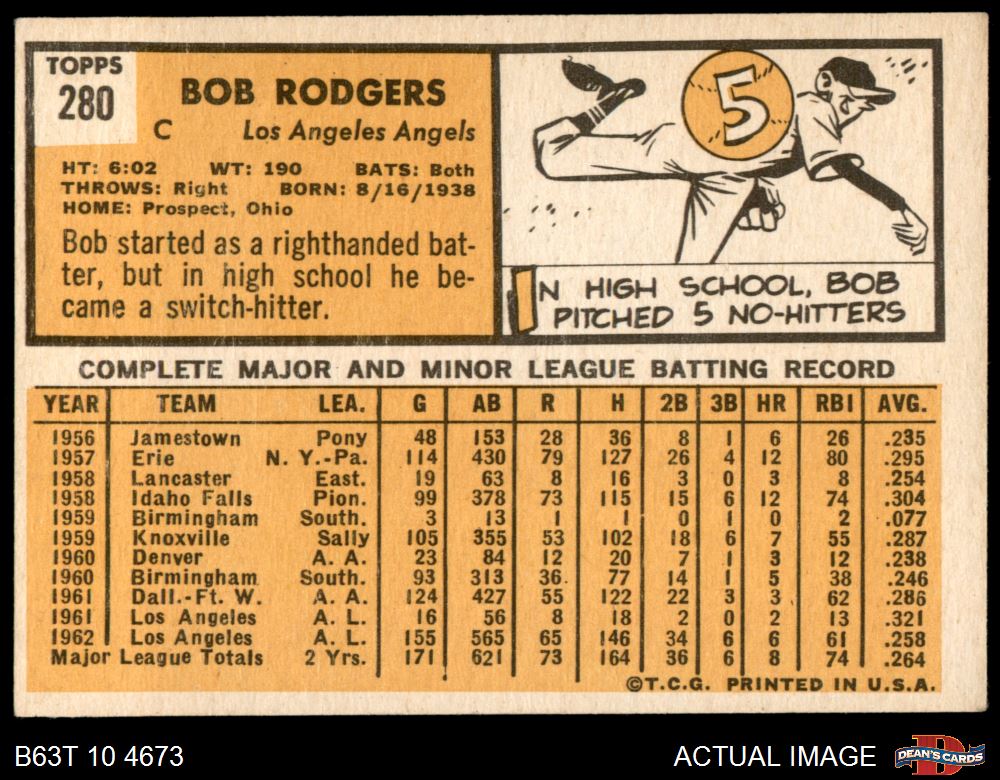 TOPPS
280
BOB RODGERS
C Los Angeles Angels
HT: 6:02 WT: 190 BATS: Both
THROWS: Right BORN: 8/16/1938
HOME: Prospect, Ohio
Bob started as a righthanded bat-
ter, but in high school he be-
came a switch-hitter.
5
IN HIGH SCHOOL, BOB
PITCHED 5 NO-HITTERS
COMPLETE MAJOR AND MINOR LEAGUE BATTING RECORD
YEAR TEAM LEA. G AB R H 2B 3B HR RBI AVG.
1956 Jamestown Pony 48 153 28 36 8 1 6 26 .235
1957 Erie N. Y.-Pa. 114 430 79 127 26 4 12 80 .295
1958 Lancaster East. 19 63 8 16 3 0 3 8 .254
1958 Idaho Falls Pion. 99 378 73 115 15 6 12 74 .304
1959 Birmingham South. 3 13 1 1 0 1 0 2 .077
1959 Knoxville Sally 105 355 53 102 18 6 7 55 .287
1960 Denver A. A. 23 84 12 20 7 1 3 12 .238
1960 Birmingham South. 93 313 36 77 14 1 5 38 .246
1961 Dall.-Ft. W. A. A. 124 427 55 122 22 3 3 62 .286
1961 Los Angeles A. L. 16 56 8 18 2 0 2 13 .321
1962 Los Angeles A. L. 155 565 65 146 34 6 6 61 .258
Major League Totals 2 Yrs. 171 621 73 164 36 6 8 74 .264
©T.C.G. PRINTED IN U.S.A.
B63T 10 4673 ACTUAL IMAGE
D
DEAN'S CARDS